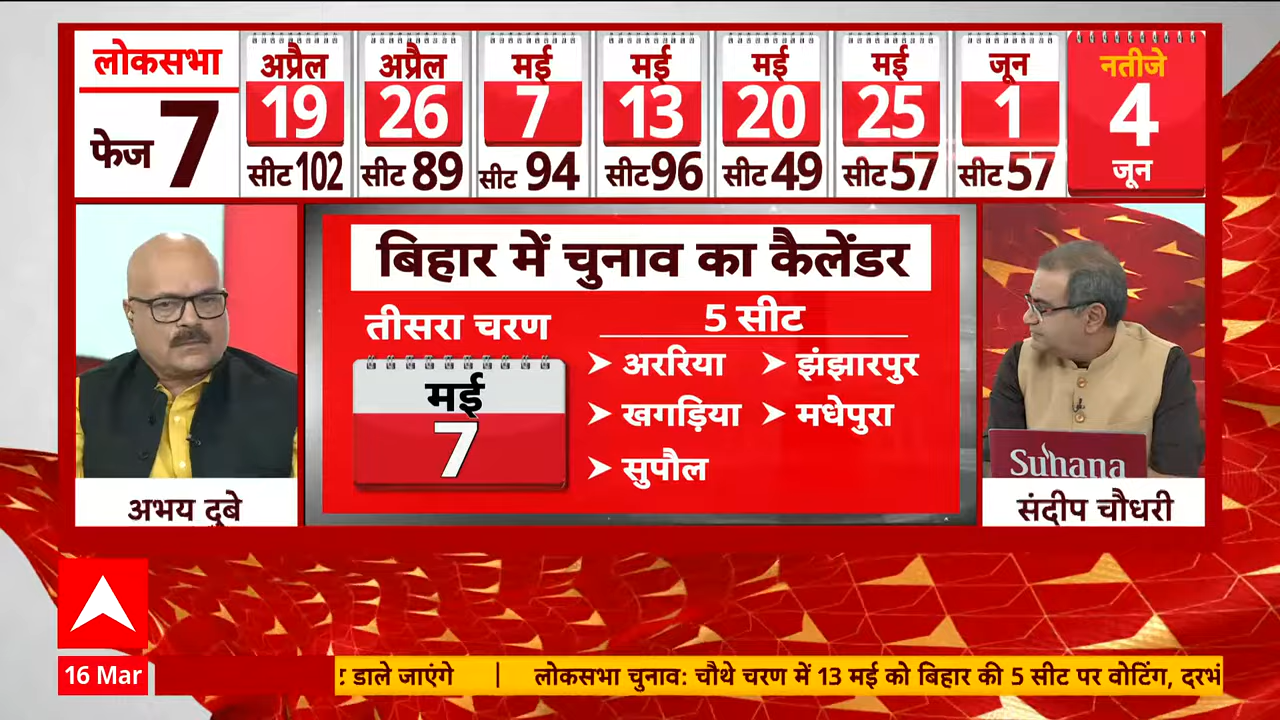 लोकसभा
फेज 7
अप्रैल
19
सीट 102
अप्रैल
26
सीट 89
मई
7
सीट 94
मई
13
सीट 96
मई
20
सीट 49
मई
25
सीट 57
जून
1
सीट 57
नतीजे
4
जून
बिहार में चुनाव का कैलेंडर
तीसरा चरण
मई
7
5 सीट
अररिया
झंझारपुर
खगड़िया
मधेपुरा
सुपौल
अभय दुबे
Suhana
संदीप चौधरी
16 Mar
डाले जाएंगे | लोकसभा चुनाव: चौथे चरण में 13 मई को बिहार की 5 सीट पर वोटिंग,